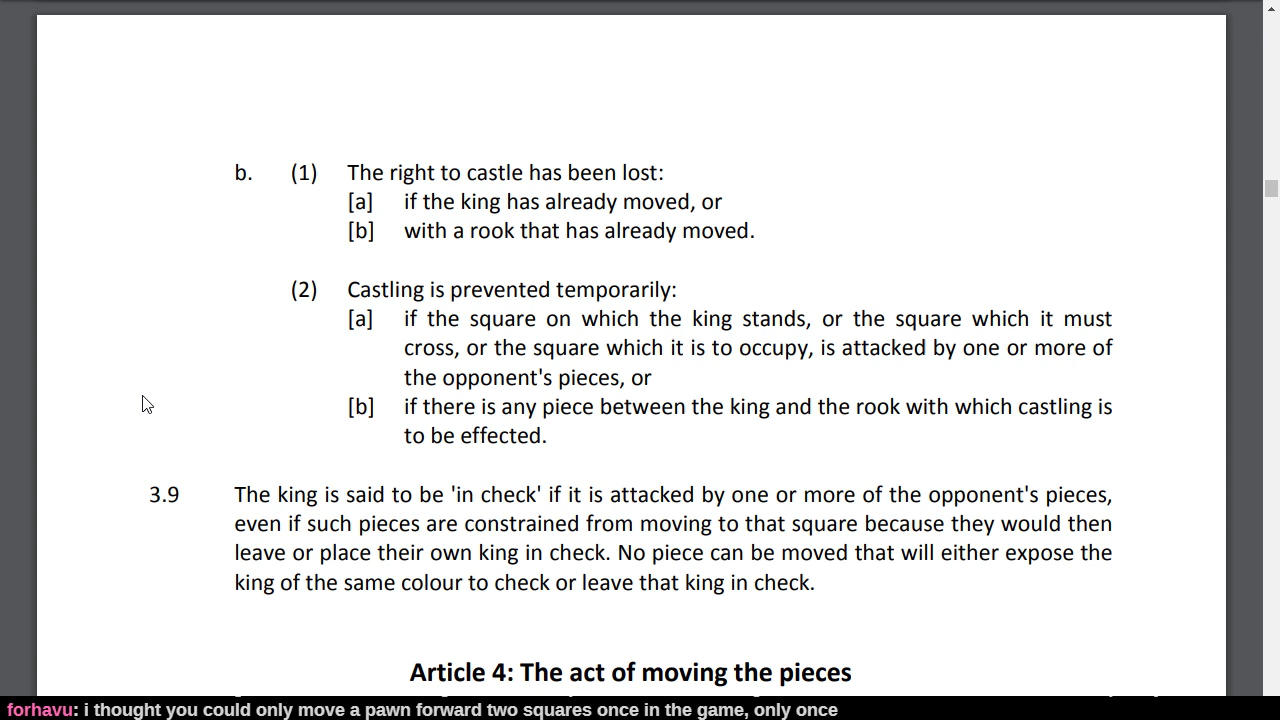 b. (1) The right to castle has been lost:
[a] if the king has already moved, or
[b] with a rook that has already moved.
(2) Castling is prevented temporarily:
[a] if the square on which the king stands, or the square which it must
cross, or the square which it is to occupy, is attacked by one or more of
the opponent's pieces, or
[b] if there is any piece between the king and the rook with which castling is
to be effected.
3.9 The king is said to be 'in check' if it is attacked by one or more of the opponent's pieces,
even if such pieces are constrained from moving to that square because they would then
leave or place their own king in check. No piece can be moved that will either expose the
king of the same colour to check or leave that king in check.
Article 4: The act of moving the pieces
forhavu: i thought you could only move a pawn forward two squares once in the game, only once